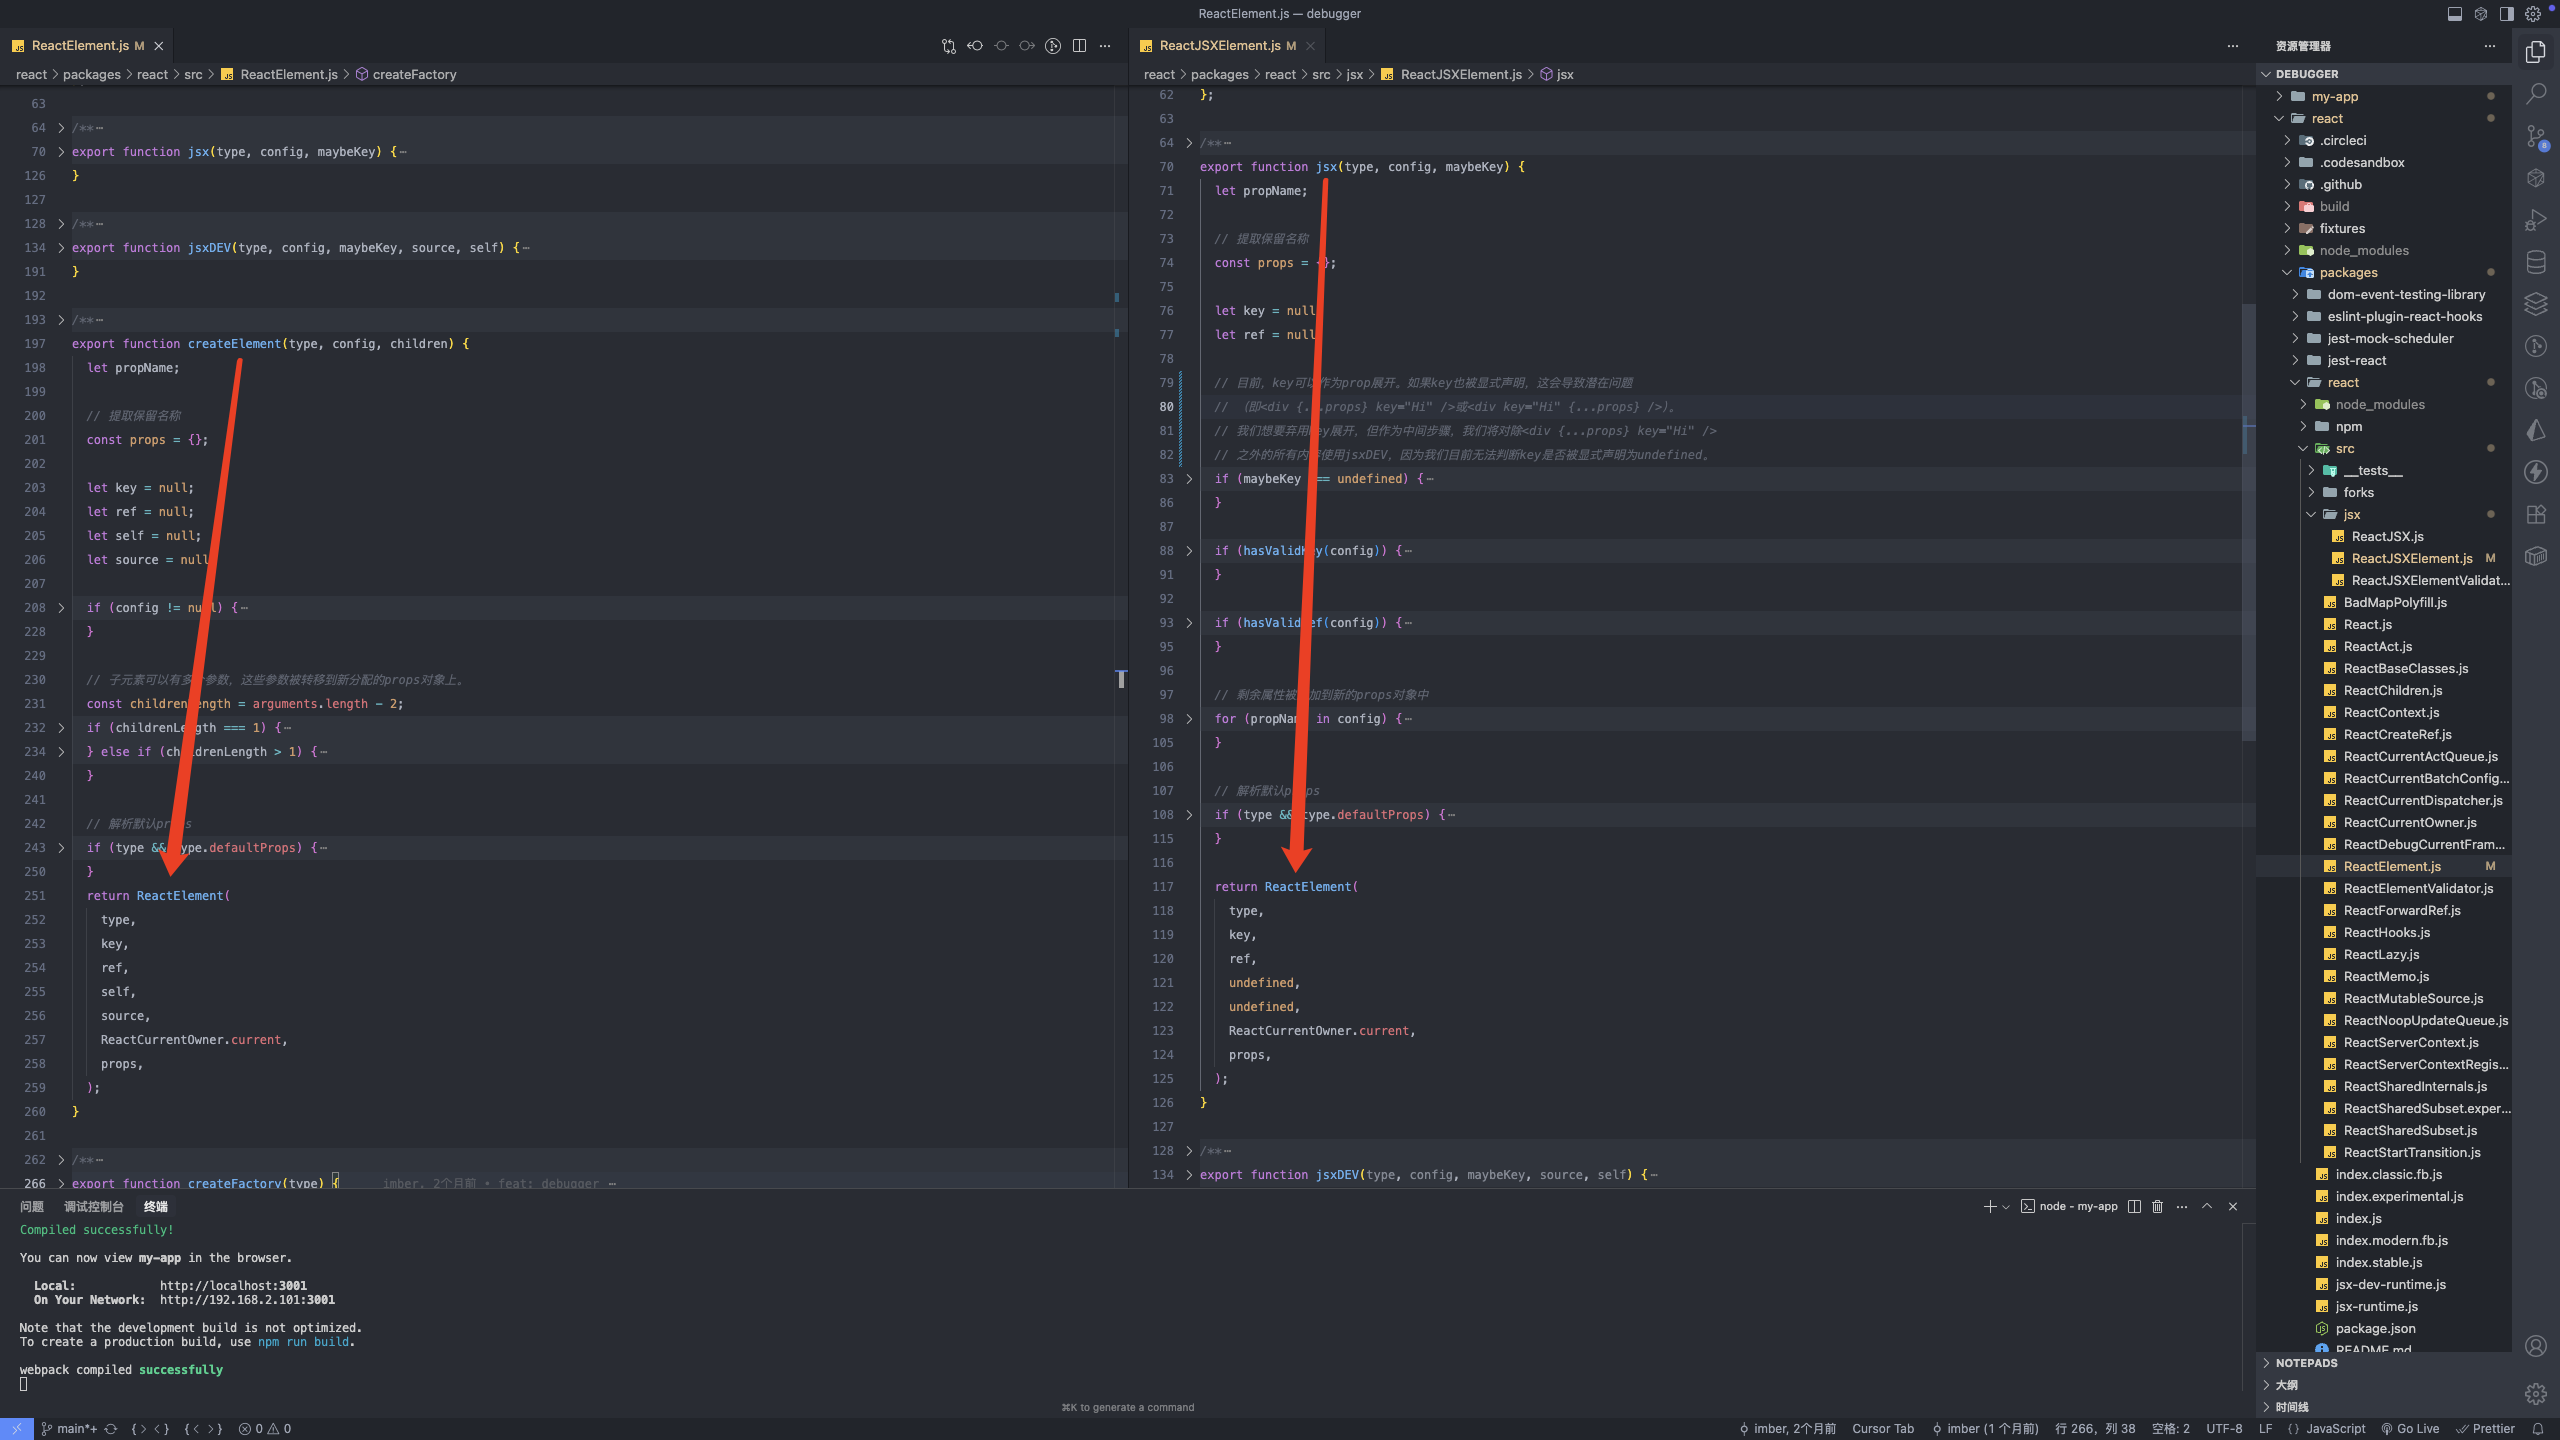 ReactElement.js — debugger
ReactElement.js M
react > packages > react > src > ReactElement.js > createFactory
63
64 /**
70 export function jsx(type, config, maybeKey) {
126 }
127
128 /**
134 export function jsxDEV(type, config, maybeKey, source, self) {
191 }
192
193 /**
197 export function createElement(type, config, children) {
198 let propName;
199
200 // 提取保留名称
201 const props = {};
202
203 let key = null;
204 let ref = null;
205 let self = null;
206 let source = null
207
208 if (config != null) {
228 }
229
230 // 子元素可以有多个参数，这些参数被转移到新分配的props对象上。
231 const childrenLength = arguments.length - 2;
232 if (childrenLength === 1) {
234 } else if (childrenLength > 1) {
240 }
241
242 // 解析默认props
243 if (type && type.defaultProps) {
250 }
251 return ReactElement(
252 type,
253 key,
254 ref,
255 self,
256 source,
257 ReactCurrentOwner.current,
258 props,
259 );
260 }
261
262 /**
266 export function createFactory(type) { imber, 2个月前 • feat: debugger
ReactJSXElement.js M
react > packages > react > src > jsx > ReactJSXElement.js > jsx
62 };
63
64 /**
70 export function jsx(type, config, maybeKey) {
71 let propName;
72
73 // 提取保留名称
74 const props = {};
75
76 let key = null
77 let ref = null
78
79 // 目前，key可以作为prop展开。如果key也被显式声明，这会导致潜在问题
80 // （即<div {...props} key="Hi" />或<div key="Hi" {...props} />）。
81 // 我们想要弃用key展开，但作为中间步骤，我们将对除<div {...props} key="Hi" />
82 // 之外的所有内容使用jsxDEV，因为我们目前无法判断key是否被显式声明为undefined。
83 if (maybeKey !== undefined) {
86 }
87
88 if (hasValidKey(config)) {
91 }
92
93 if (hasValidRef(config)) {
95 }
96
97 // 剩余属性被添加到新的props对象中
98 for (propName in config) {
105 }
106
107 // 解析默认props
108 if (type && type.defaultProps) {
115 }
116
117 return ReactElement(
118 type,
119 key,
120 ref,
121 undefined,
122 undefined,
123 ReactCurrentOwner.current,
124 props,
125 );
126 }
127
128 /**
134 export function jsxDEV(type, config, maybeKey, source, self) {
资源管理器
DEBUGGER
my-app
react
.circleci
.codesandbox
.github
build
fixtures
node_modules
packages
dom-event-testing-library
eslint-plugin-react-hooks
jest-mock-scheduler
jest-react
react
node_modules
npm
src
__tests__
forks
jsx
ReactJSX.js
ReactJSXElement.js M
ReactJSXElementValidat...
BadMapPolyfill.js
React.js
ReactAct.js
ReactBaseClasses.js
ReactChildren.js
ReactContext.js
ReactCreateRef.js
ReactCurrentActQueue.js
ReactCurrentBatchConfig...
ReactCurrentDispatcher.js
ReactCurrentOwner.js
ReactDebugCurrentFram...
ReactElement.js M
ReactElementValidator.js
ReactForwardRef.js
ReactHooks.js
ReactLazy.js
ReactMemo.js
ReactMutableSource.js
ReactNoopUpdateQueue.js
ReactServerContext.js
ReactServerContextRegis...
ReactSharedInternals.js
ReactSharedSubset.exper...
ReactSharedSubset.js
ReactStartTransition.js
index.classic.fb.js
index.experimental.js
index.js
index.modern.fb.js
index.stable.js
jsx-dev-runtime.js
jsx-runtime.js
package.json
README.md
NOTEPADS
大纲
时间线
8
问题 调试控制台 终端
node - my-app
Compiled successfully!
You can now view my-app in the browser.
Local: http://localhost:3001
On Your Network: http://192.168.2.101:3001
Note that the development build is not optimized.
To create a production build, use npm run build.
webpack compiled successfully
⌘K to generate a command
main*+ 0 0
imber, 2个月前 Cursor Tab imber (1 个月前) 行 266，列 38 空格: 2 UTF-8 LF JavaScript Go Live Prettier